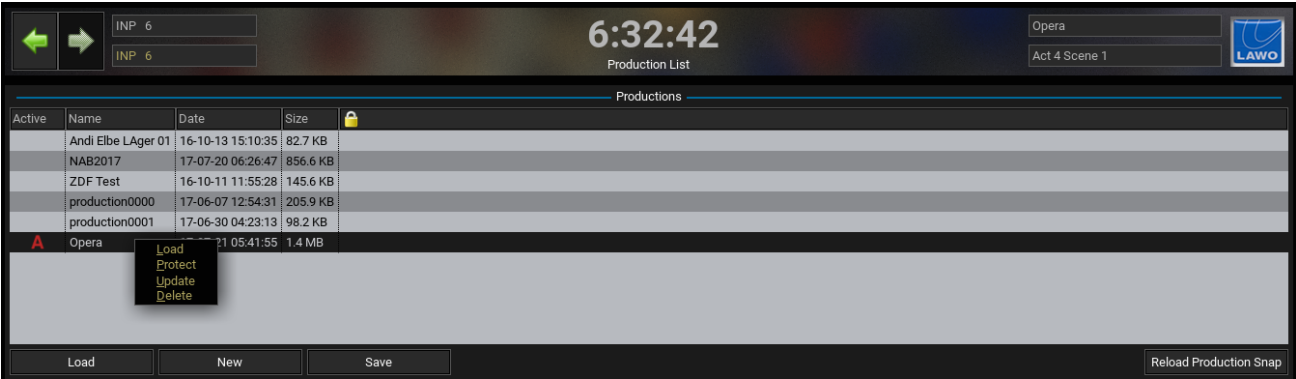 INP 6
INP 6
6:32:42
Production List
Opera
Act 4 Scene 1
LAWO
Productions
Active Name Date Size
Andi Elbe LAger 01 16-10-13 15:10:35 82.7 KB
NAB2017 17-07-20 06:26:47 856.6 KB
ZDF Test 16-10-11 11:55:28 145.6 KB
production0000 17-06-07 12:54:31 205.9 KB
production0001 17-06-30 04:23:13 98.2 KB
A Opera 21 05:41:55 1.4 MB
Load
Protect
Update
Delete
Load New Save Reload Production Snap